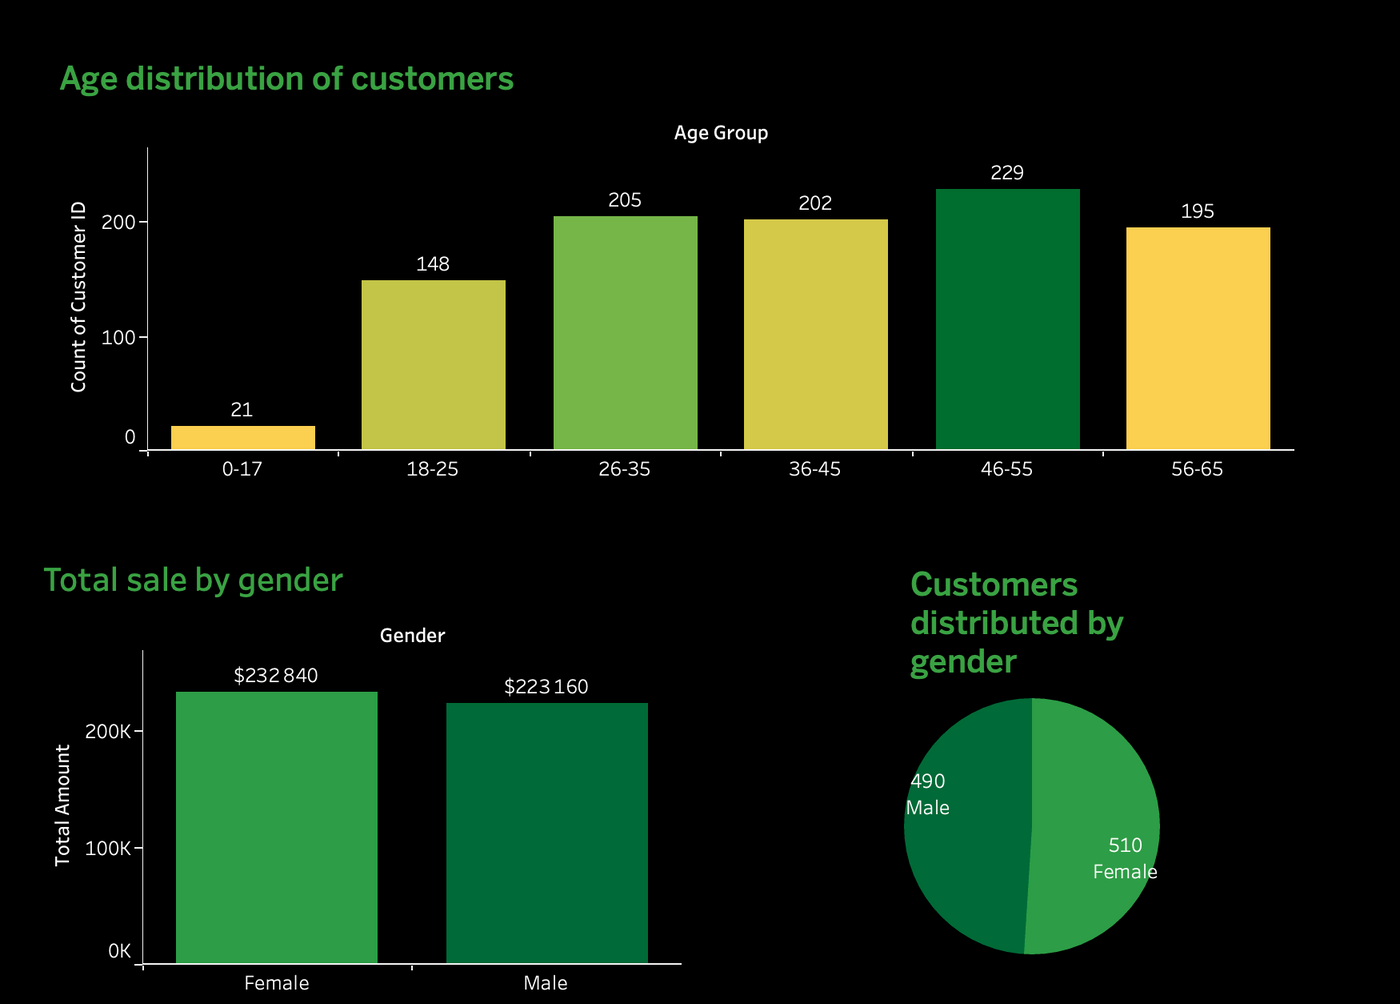 Age distribution of customers
Age Group
Count of Customer ID
200
100
0
21
148
205
202
229
195
0-17
18-25
26-35
36-45
46-55
56-65
Total sale by gender
Gender
Total Amount
200K
100K
0K
$232 840
$223 160
Female
Male
Customers
distributed by
gender
490
Male
510
Female